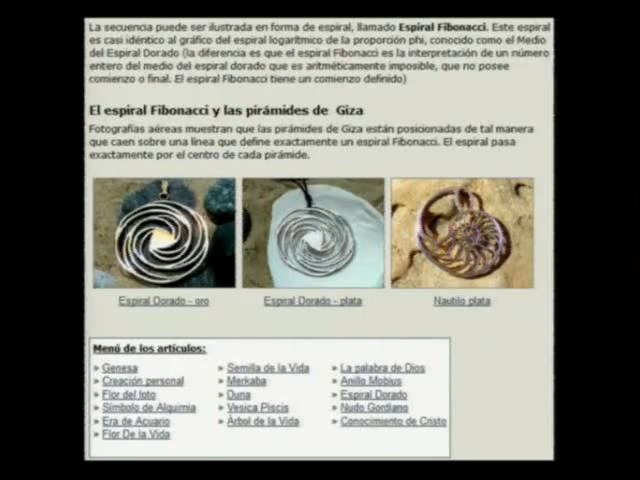 La secuencia puede ser ilustrada en forma de espiral, llamado Espiral Fibonacci. Este espiral
es casi idéntico al gráfico del espiral logarítmico de la proporción phi, conocido como el Medio
del Espiral Dorado (la diferencia es que el espiral Fibonacci es la interpretación de un número
entero del medio del espiral dorado que es aritméticamente imposible, que no posee
comienzo o final. El espiral Fibonacci tiene un comienzo definido)
El espiral Fibonacci y las pirámides de Giza
Fotografías aéreas muestran que las pirámides de Giza están posicionadas de tal manera
que caen sobre una línea que define exactamente un espiral Fibonacci. El espiral pasa
exactamente por el centro de cada pirámide.
Espiral Dorado - oro
Espiral Dorado - plata
Nautilo plata
Menú de los artículos:
» Genesa
» Creación personal
» Flor del loto
» Símbolo de Alquimia
» Era de Acuario
» Flor De la Vida
» Semilla de la Vida
» Merkaba
» Duna
» Vesica Piscis
» Árbol de la Vida
» La palabra de Dios
» Anillo Mobius
» Espiral Dorado
» Nudo Gordiano
» Conocimiento de Cristo